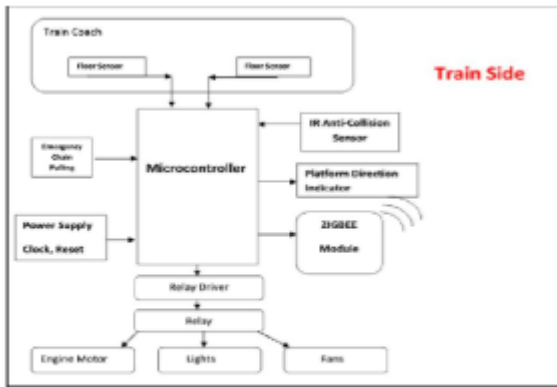 Train Coach
Floor Sensor
Floor Sensor
Train Side
IR Anti-Collision
Sensor
Emergency
Chain
Pulling
Microcontroller
Platform Direction
Indicator
Power Supply
Clock, Reset
ZIGBEE
Module
Relay Driver
Relay
Engine Motor
Lights
Fans